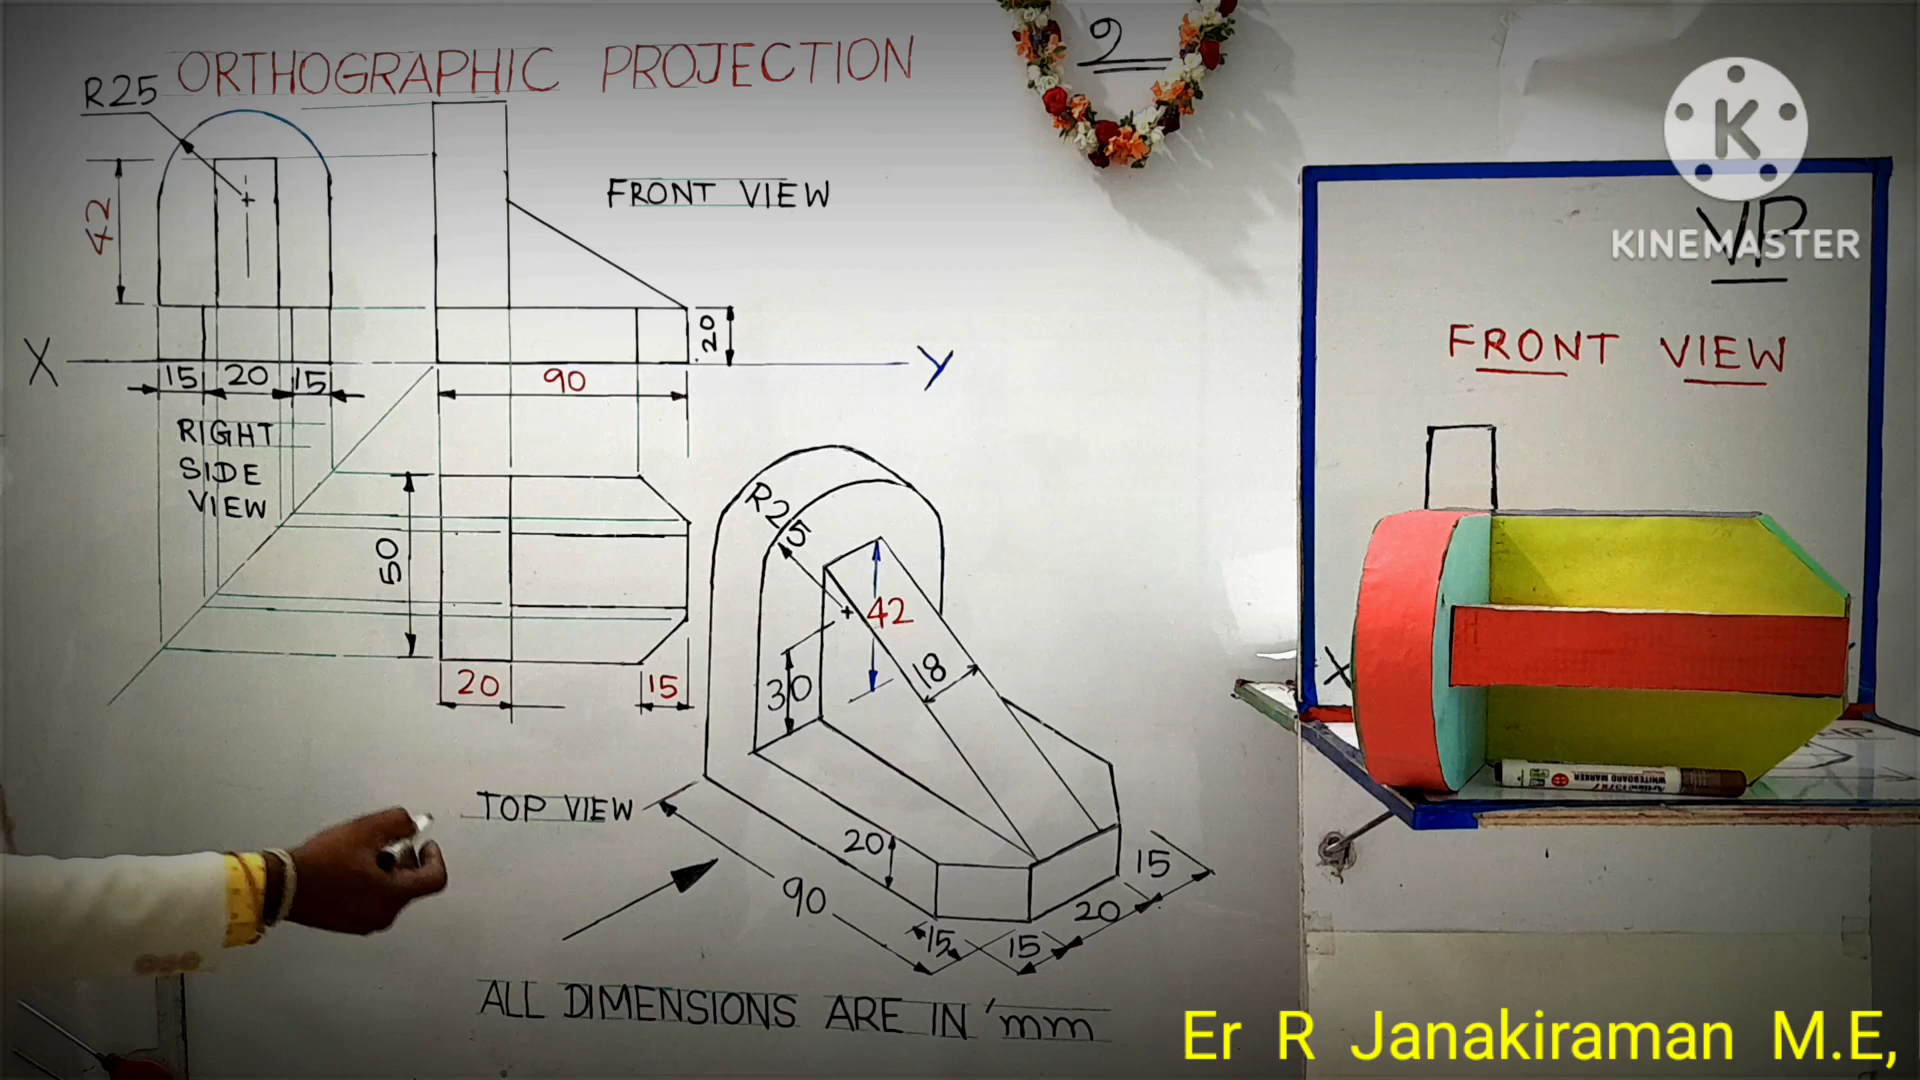 ORTHOGRAPHIC PROJECTION
R25
42
FRONT VIEW
20
X
Y
15 20 15
90
RIGHT
SIDE
VIEW
50
20
15
TOP VIEW
R25
42
30
18
20
90
15
15
20
15
ALL DIMENSIONS ARE IN 'mm
K
KINEMASTER
VP
FRONT VIEW
X
WHITEBOARD MARKER
Er R Janakiraman M.E,